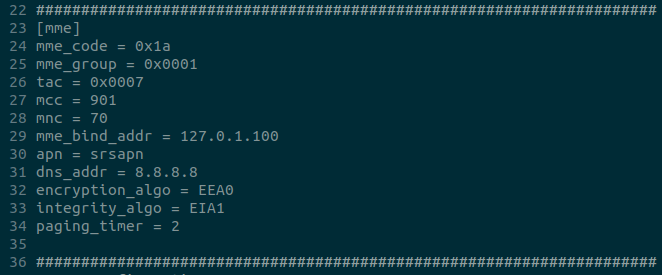 22 #####################################################################
23 [mme]
24 mme_code = 0x1a
25 mme_group = 0x0001
26 tac = 0x0007
27 mcc = 901
28 mnc = 70
29 mme_bind_addr = 127.0.1.100
30 apn = srsapn
31 dns_addr = 8.8.8.8
32 encryption_algo = EEA0
33 integrity_algo = EIA1
34 paging_timer = 2
35
36 #####################################################################